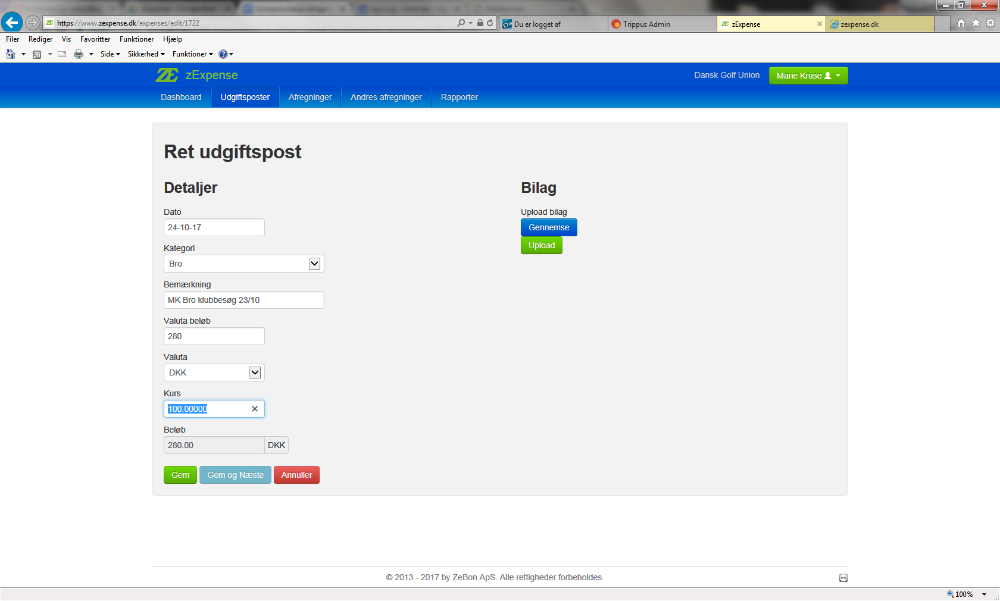 https://www.zexpense.dk/expenses/edit/1722
Du er logget af
Trippus Admin
zExpense
zexpense.dk
Filer Rediger Vis Favoritter Funktioner Hjælp
Side Sikkerhed Funktioner
ZE zExpense
Dansk Golf Union
Marie Kruse
Dashboard Udgiftsposter Afregninger Andres afregninger Rapporter
Ret udgiftspost
Detaljer
Dato
24-10-17
Kategori
Bro
Bemærkning
MK Bro klubbesøg 23/10
Valuta beløb
280
Valuta
DKK
Kurs
100.00000
Beløb
280.00 DKK
Gem Gem og Næste Annuller
Bilag
Upload bilag
Gennemse
Upload
© 2013 - 2017 by ZeBon ApS. Alle rettigheder forbeholdes.
100%